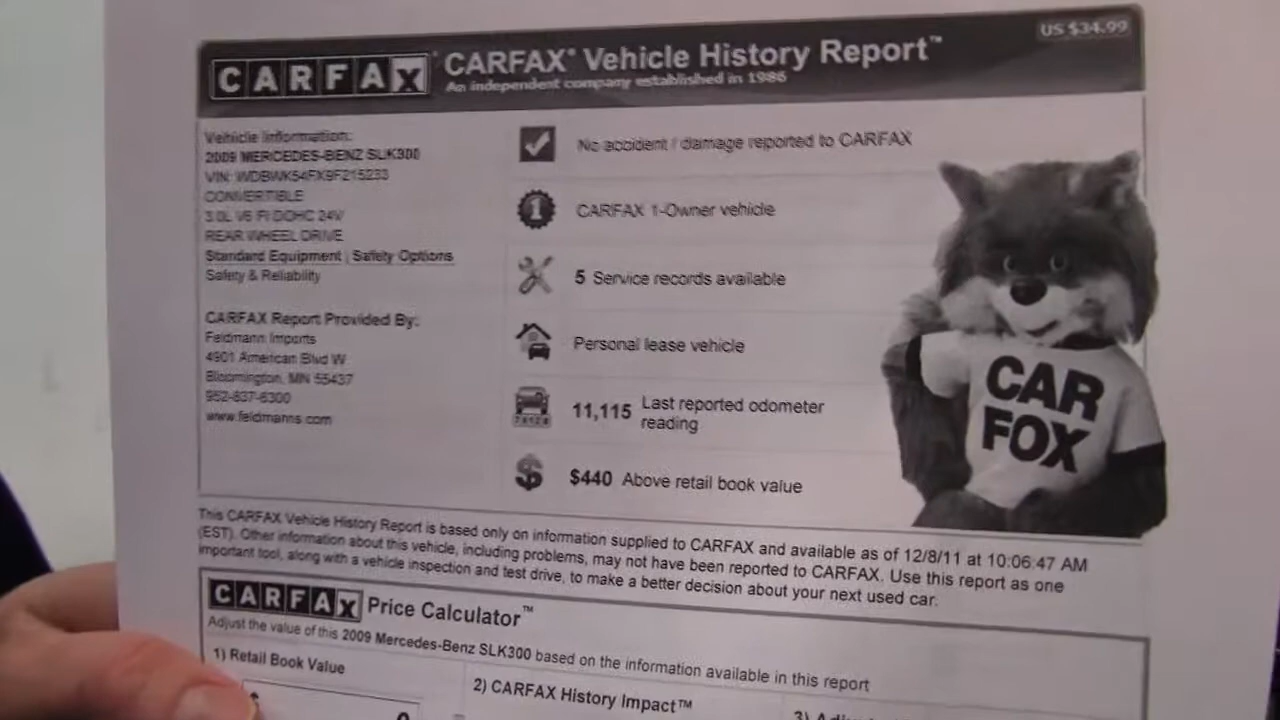 US $34.99
CARFAX CARFAX Vehicle History Report™
An independent company established in 1986
Vehicle Information:
2009 MERCEDES-BENZ SLK300
VIN: WDBWK54FX9F215233
CONVERTIBLE
3.0L V6 FI DOHC 24V
REAR WHEEL DRIVE
Standard Equipment | Safety Options
Safety & Reliability
CARFAX Report Provided By:
Feldmann Imports
4901 American Blvd W
Bloomington, MN 55437
952-837-6300
www.feldmanns.com
No accident / damage reported to CARFAX
1 CARFAX 1-Owner vehicle
5 Service records available
Personal lease vehicle
11,115 Last reported odometer
reading
$ $440 Above retail book value
CAR
FOX
This CARFAX Vehicle History Report is based only on information supplied to CARFAX and available as of 12/8/11 at 10:06:47 AM
(EST). Other information about this vehicle, including problems, may not have been reported to CARFAX. Use this report as one
important tool, along with a vehicle inspection and test drive, to make a better decision about your next used car.
CARFAX Price Calculator™
Adjust the value of this 2009 Mercedes-Benz SLK300 based on the information available in this report
1) Retail Book Value
2) CARFAX History Impact™
3)